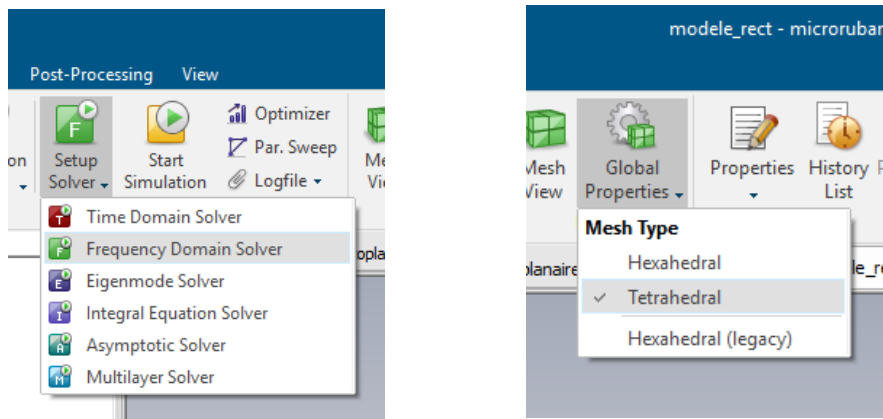 Post-Processing View
Setup Solver
Start Simulation
Optimizer
Par. Sweep
Logfile
Time Domain Solver
Frequency Domain Solver
Eigenmode Solver
Integral Equation Solver
Asymptotic Solver
Multilayer Solver
modele_rect - microruban
Mesh View
Global Properties
Properties
History List
Mesh Type
Hexahedral
Tetrahedral
Hexahedral (legacy)